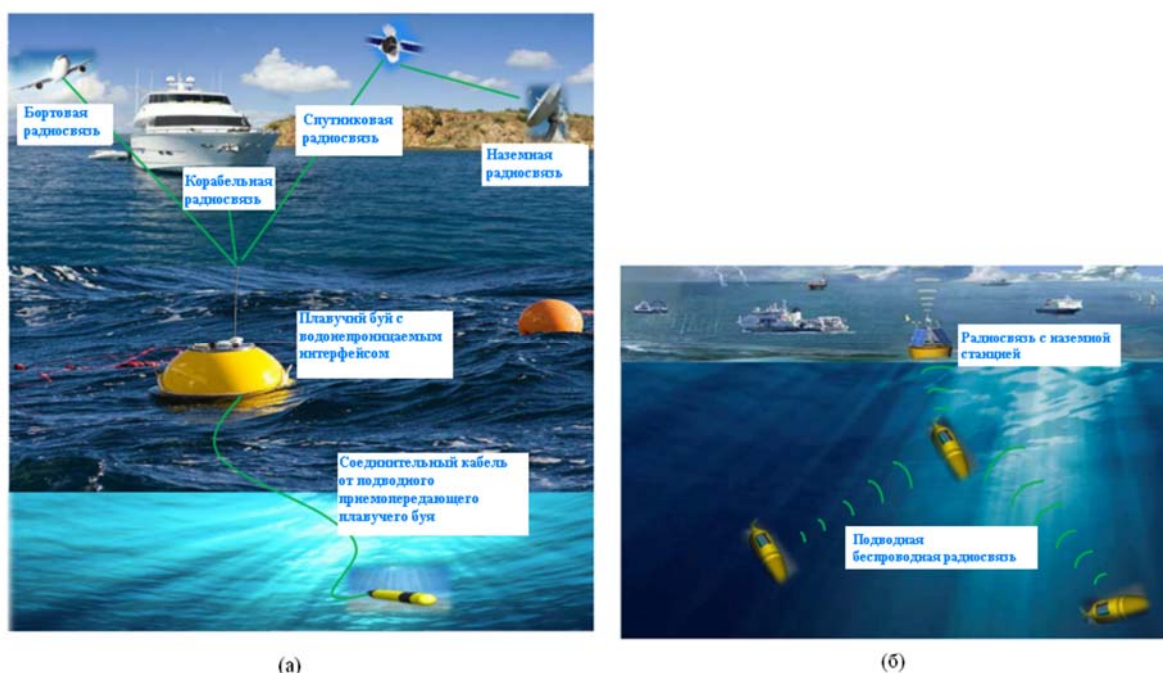 Бортовая
радиосвязь
Спутниковая
радиосвязь
Наземная
радиосвязь
Корабельная
радиосвязь
Плавучий буй с
водонепроницаемым
интерфейсом
Соединительный кабель
от подводного
приемопередающего
плавучего буя
(а)
Радиосвязь с наземной
станцией
Подводная
беспроводная радиосвязь
(б)